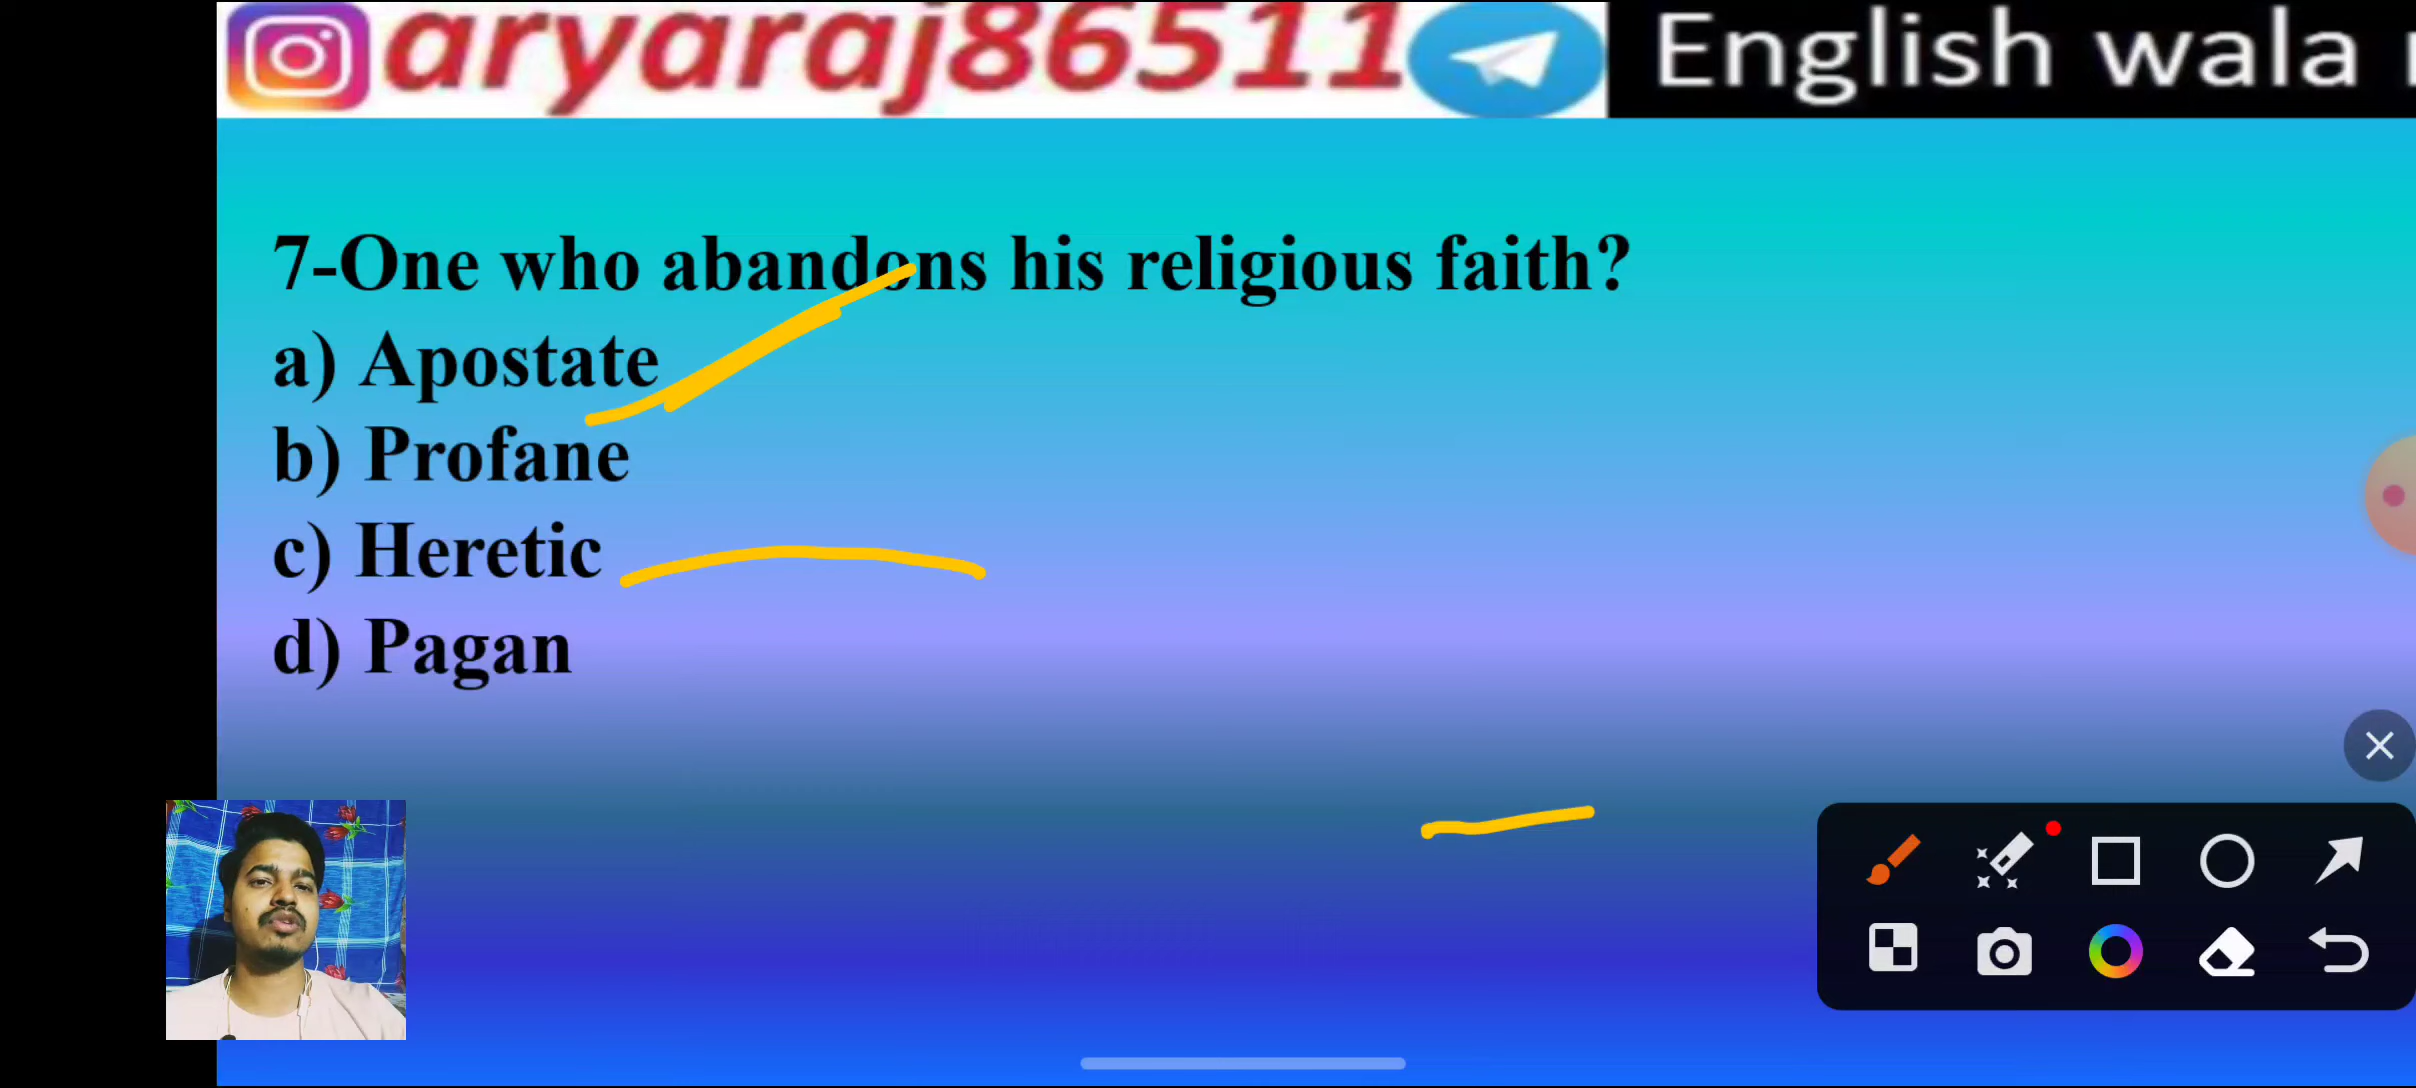 aryaraj86511 English wala
7-One who abandons his religious faith?
a) Apostate
b) Profane
c) Heretic
d) Pagan